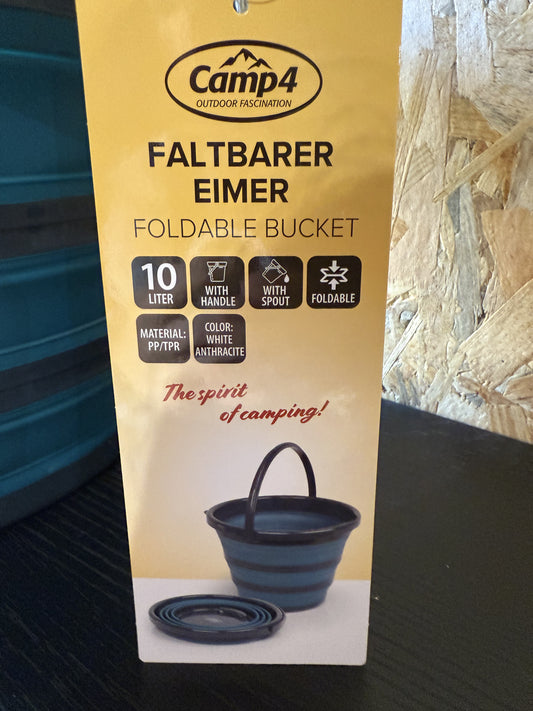 Camp4
OUTDOOR FASCINATION
FALTBARER
EIMER
FOLDABLE BUCKET
10
LITER
WITH
HANDLE
WITH
SPOUT
FOLDABLE
MATERIAL:
PP/TPR
COLOR:
WHITE
ANTHRACITE
The spirit
of camping!